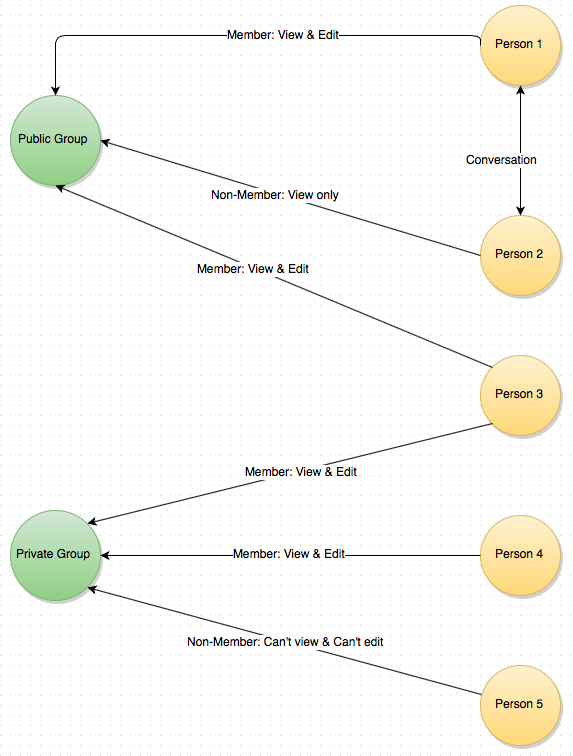 Member: View & Edit
Person 1
Public Group
Conversation
Non-Member: View only
Person 2
Member: View & Edit
Person 3
Member: View & Edit
Private Group
Member: View & Edit
Person 4
Non-Member: Can't view & Can't edit
Person 5